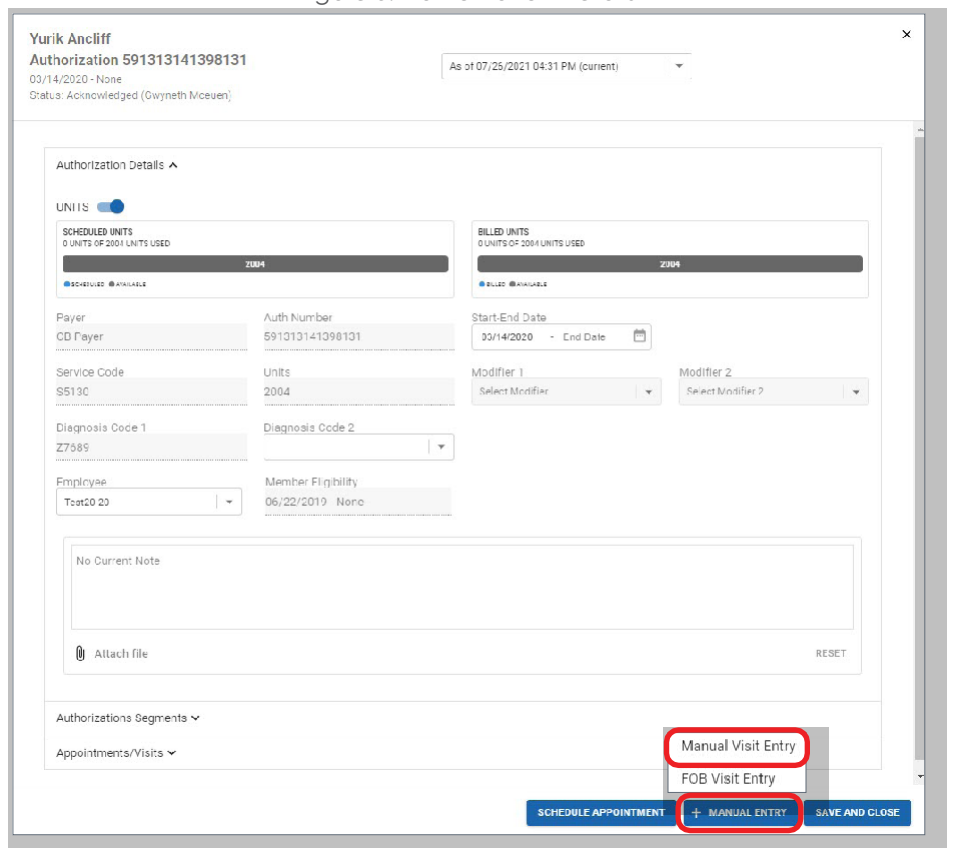 Yurik Ancliff
Authorization 591313141398131
03/14/2020 - None
Status: Acknowledged (Gwyneth Mceuen)
As of 07/26/2021 04:31 PM (current)
Authorization Details
UNITS
SCHEDULED UNITS
0 UNITS OF 2004 UNITS USED
2004
SCHEDULED AVAILABLE
BILLED UNITS
0 UNITS OF 2004 UNITS USED
2004
BILLED AVAILABLE
Payer
CB Payer
Auth Number
591313141398131
Start-End Date
03/14/2020 - End Date
Service Code
S5130
Units
2004
Modifier 1
Select Modifier
Modifier 2
Select Modifier 2
Diagnosis Code 1
Z7689
Diagnosis Code 2
Employee
Test20 20
Member Eligibility
06/22/2019 None
No Current Note
Attach file
RESET
Authorizations Segments
Appointments/Visits
Manual Visit Entry
FOB Visit Entry
SCHEDULE APPOINTMENT
+ MANUAL ENTRY
SAVE AND CLOSE